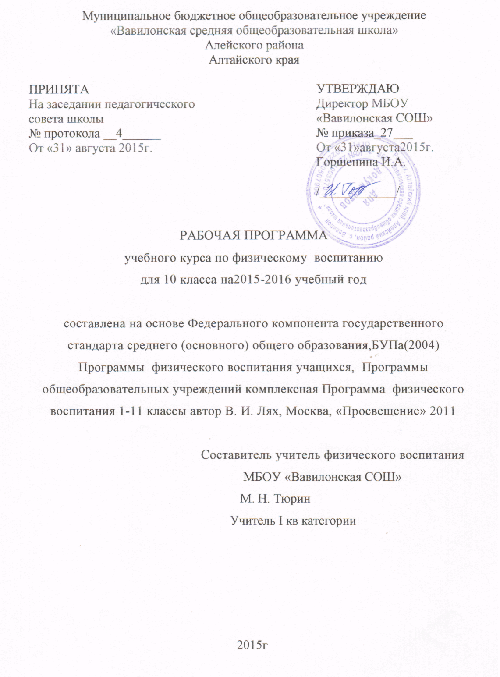 Муниципальное бюджетное общеобразовательное учреждение
«Вавилонская средняя общеобразовательная школа»
Алейского района
Алтайского края
ПРИНЯТА
На заседании педагогического
совета школы
№ протокола __4______
От «31» августа 2015г.
УТВЕРЖДАЮ
Директор МБОУ
«Вавилонская СОШ»
№ приказа_27___
От «31»августа2015г.
Горшенина И.А.
РАБОЧАЯ ПРОГРАММА
учебного курса по физическому воспитанию
для 10 класса на2015-2016 учебный год
составлена на основе Федерального компонента государственного
стандарта среднего (основного) общего образования,БУПа(2004)
Программы физического воспитания учащихся, Программы
общеобразовательных учреждений комплексная Программа физического
воспитания 1-11 классы автор В. И. Лях, Москва, «Просвещение» 2011
Составитель учитель физического воспитания
МБОУ «Вавилонская СОШ»
М. Н. Тюрин
Учитель I кв категории
2015г